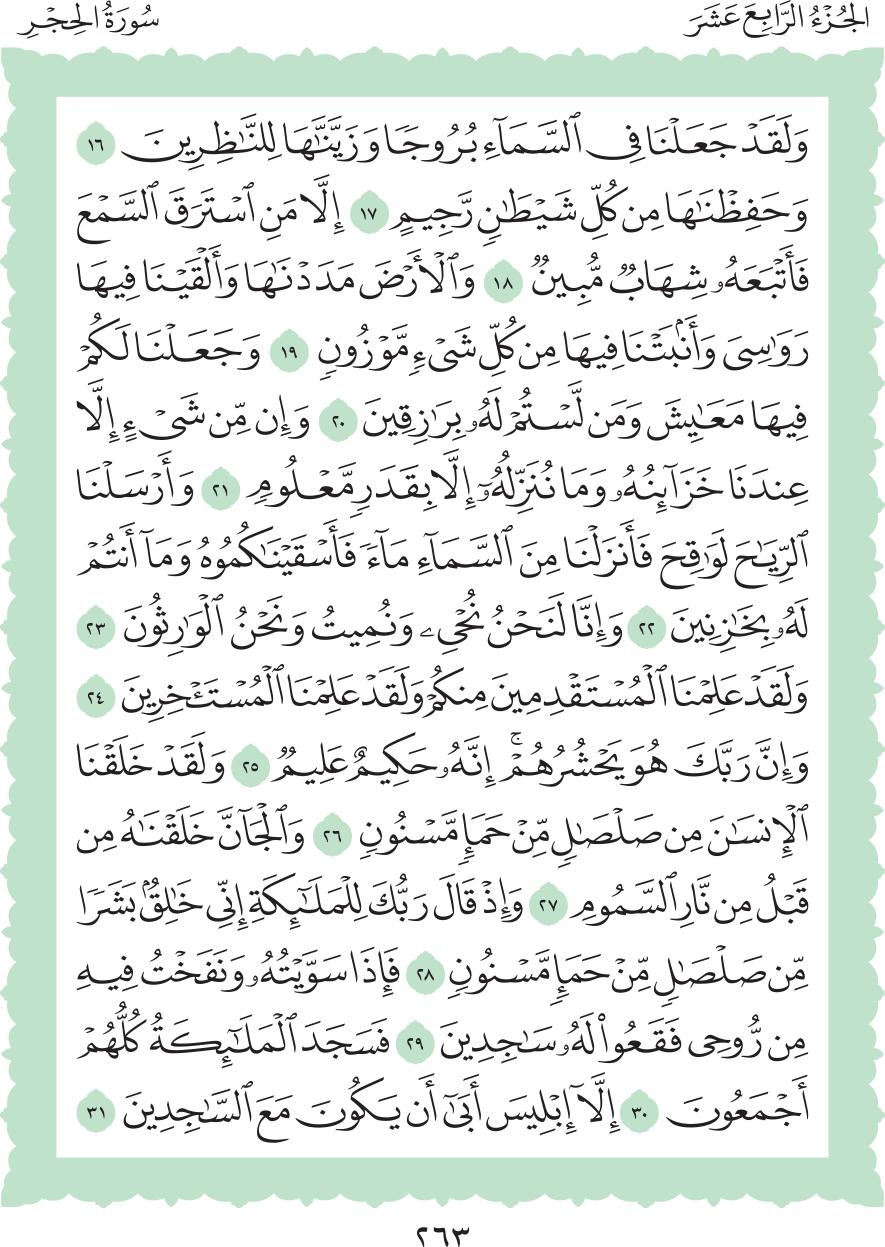 الجُزْءُ الرَّابِعَ عَشَرَ
سُورَةُ الحِجْرِ
وَلَقَدْ جَعَلْنَا فِي ٱلسَّمَآءِ بُرُوجٗا وَزَيَّنَّٰهَا لِلنَّٰظِرِينَ ١٦
وَحَفِظْنَٰهَا مِن كُلِّ شَيْطَٰنٖ رَّجِيمٍ ١٧ إِلَّا مَنِ ٱسْتَرَقَ ٱلسَّمْعَ
فَأَتْبَعَهُۥ شِهَابٞ مُّبِينٞ ١٨ وَٱلْأَرْضَ مَدَدْنَٰهَا وَأَلْقَيْنَا فِيهَا
رَوَٰسِيَ وَأَنۢبَتْنَا فِيهَا مِن كُلِّ شَيْءٖ مَّوْزُونٖ ١٩ وَجَعَلْنَا لَكُمْ
فِيهَا مَعَٰيِشَ وَمَن لَّسْتُمْ لَهُۥ بِرَٰزِقِينَ ٢٠ وَإِن مِّن شَيْءٍ إِلَّا
عِندَنَا خَزَآئِنُهُۥ وَمَا نُنَزِّلُهُۥٓ إِلَّا بِقَدَرٖ مَّعْلُومٖ ٢١ وَأَرْسَلْنَا
ٱلرِّيَٰحَ لَوَٰقِحَ فَأَنزَلْنَا مِنَ ٱلسَّمَآءِ مَآءٗ فَأَسْقَيْنَٰكُمُوهُ وَمَآ أَنتُمْ
لَهُۥ بِخَٰزِنِينَ ٢٢ وَإِنَّا لَنَحْنُ نُحْيِۦ وَنُمِيتُ وَنَحْنُ ٱلْوَٰرِثُونَ ٢٣
وَلَقَدْ عَلِمْنَا ٱلْمُسْتَقْدِمِينَ مِنكُمْ وَلَقَدْ عَلِمْنَا ٱلْمُسْتَـْٔخِرِينَ ٢٤
وَإِنَّ رَبَّكَ هُوَ يَحْشُرُهُمْۚ إِنَّهُۥ حَكِيمٌ عَلِيمٞ ٢٥ وَلَقَدْ خَلَقْنَا
ٱلْإِنسَٰنَ مِن صَلْصَٰلٖ مِّنْ حَمَإٖ مَّسْنُونٖ ٢٦ وَٱلْجَآنَّ خَلَقْنَٰهُ مِن
قَبْلُ مِن نَّارِ ٱلسَّمُومِ ٢٧ وَإِذْ قَالَ رَبُّكَ لِلْمَلَٰٓئِكَةِ إِنِّي خَٰلِقُۢ بَشَرٗا
مِّن صَلْصَٰلٖ مِّنْ حَمَإٖ مَّسْنُونٖ ٢٨ فَإِذَا سَوَّيْتُهُۥ وَنَفَخْتُ فِيهِ
مِن رُّوحِي فَقَعُوا۟ لَهُۥ سَٰجِدِينَ ٢٩ فَسَجَدَ ٱلْمَلَٰٓئِكَةُ كُلُّهُمْ
أَجْمَعُونَ ٣٠ إِلَّآ إِبْلِيسَ أَبَىٰٓ أَن يَكُونَ مَعَ ٱلسَّٰجِدِينَ ٣١
٢٦٣